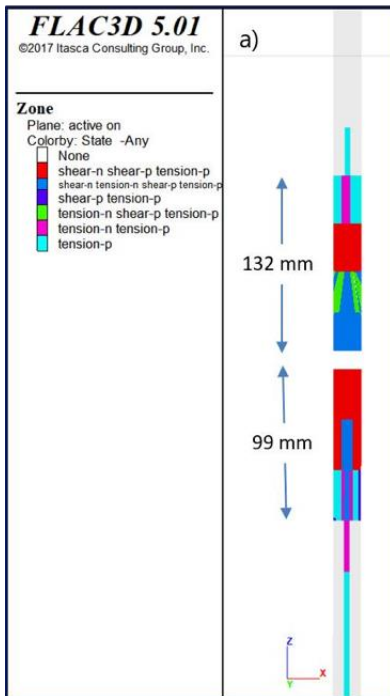 FLAC3D 5.01
©2017 Itasca Consulting Group, Inc.
a)
Zone
Plane: active on
Colorby: State -Any
None
shear-n shear-p tension-p
shear-n tension-n shear-p tension-p
shear-p tension-p
tension-n shear-p tension-p
tension-n tension-p
tension-p
132 mm
99 mm
Z
X
Y